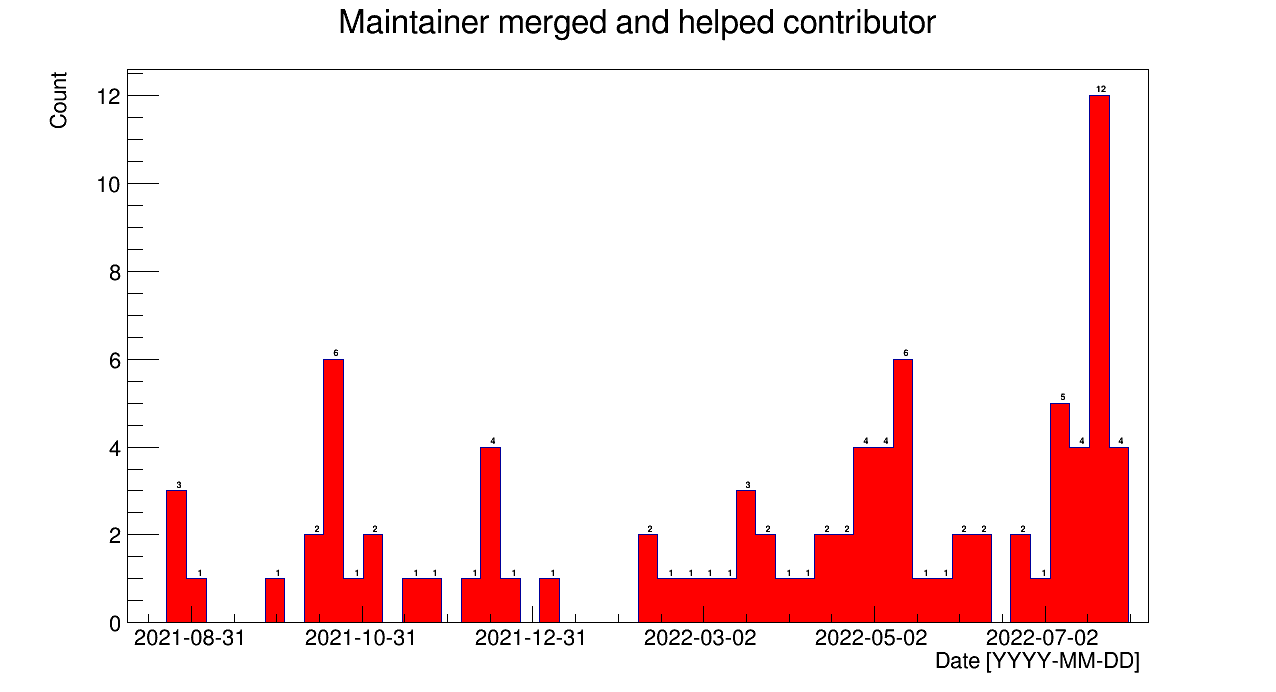 Maintainer merged and helped contributor
Count
12
10
8
6
4
2
0
12
6 6
5
4 4 4 4 4
3 3
2 2 2 2 2 2 2 2 2 2
1 1 1 1 1 1 1 1 1 1 1 1 1 1 1 1 1 1
2021-08-31 2021-10-31 2021-12-31 2022-03-02 2022-05-02 2022-07-02
Date [YYYY-MM-DD]